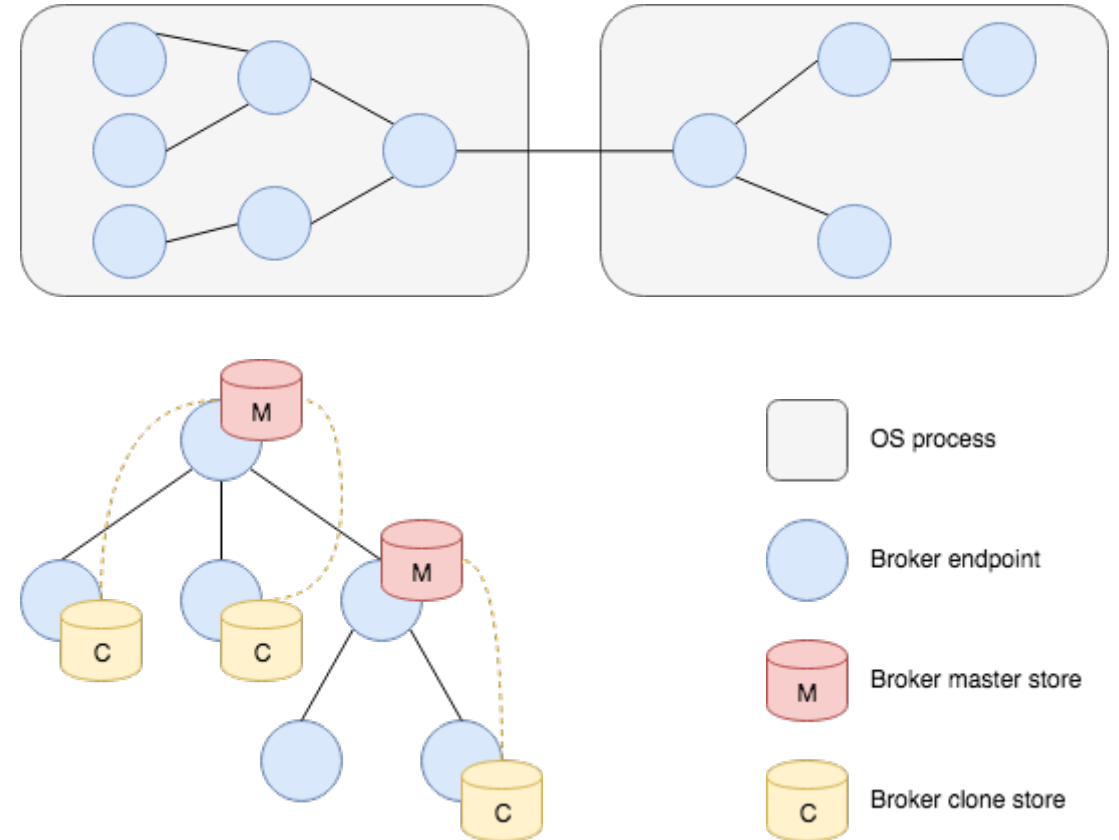 M
OS process
M
Broker endpoint
C
C
M
Broker master store
C
C
Broker clone store